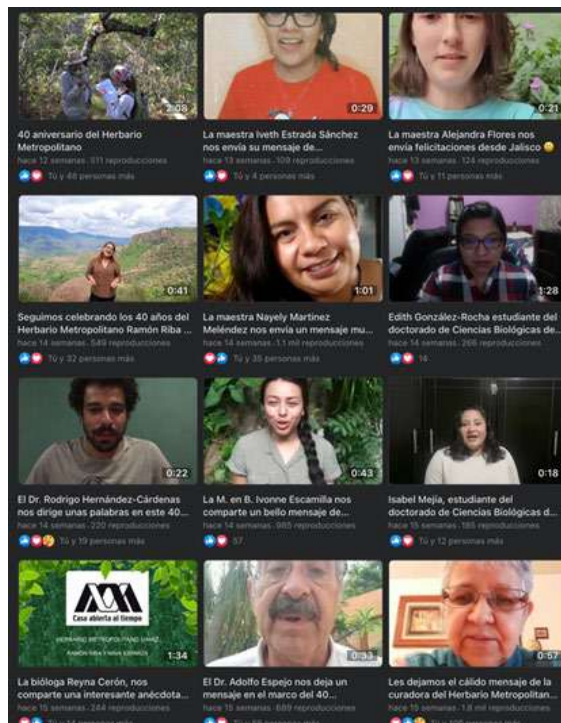 2:08
0:29
0:21
40 aniversario del Herbario
Metropolitano
hace 12 semanas · 511 reproducciones
Tú y 46 personas más
La maestra Iveth Estrada Sánchez
nos envía su mensaje de...
hace 13 semanas · 109 reproducciones
Tú y 4 personas más
La maestra Alejandra Flores nos
envía felicitaciones desde Jalisco
hace 13 semanas · 124 reproducciones
Tú y 11 personas más
0:41
1:01
1:28
Seguimos celebrando los 40 años del
Herbario Metropolitano Ramón Riba ...
hace 14 semanas · 549 reproducciones
Tú y 32 personas más
La maestra Nayely Martínez
Meléndez nos envía un mensaje mu...
hace 14 semanas · 1.1 mil reproducciones
Tú y 35 personas más
Edith González-Rocha estudiante del
doctorado de Ciencias Biológicas de...
hace 14 semanas · 266 reproducciones
14
0:22
0:43
0:18
El Dr. Rodrigo Hernández-Cárdenas
nos dirige unas palabras en este 40...
hace 14 semanas · 220 reproducciones
Tú y 19 personas más
La M. en B. Ivonne Escamilla nos
comparte un bello mensaje de...
hace 14 semanas · 985 reproducciones
57
Isabel Mejía, estudiante del
doctorado de Ciencias Biológicas d...
hace 15 semanas · 185 reproducciones
Tú y 12 personas más
Casa abierta al tiempo
HERBARIO METROPOLITANO UAMIZ
RAMÓN RIBA Y NAVA ESPARZA
1:34
0:33
0:57
La bióloga Reyna Cerón, nos
comparte una interesante anécdota...
hace 15 semanas · 244 reproducciones
El Dr. Adolfo Espejo nos deja un
mensaje en el marco del 40...
hace 15 semanas · 689 reproducciones
Les dejamos el cálido mensaje de la
curadora del Herbario Metropolitan...
hace 15 semanas · 1.8 mil reproducciones